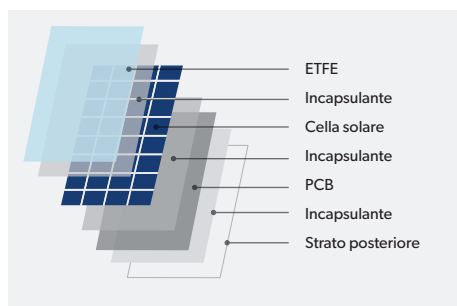 ETFE
Incapsulante
Cella solare
Incapsulante
PCB
Incapsulante
Strato posteriore